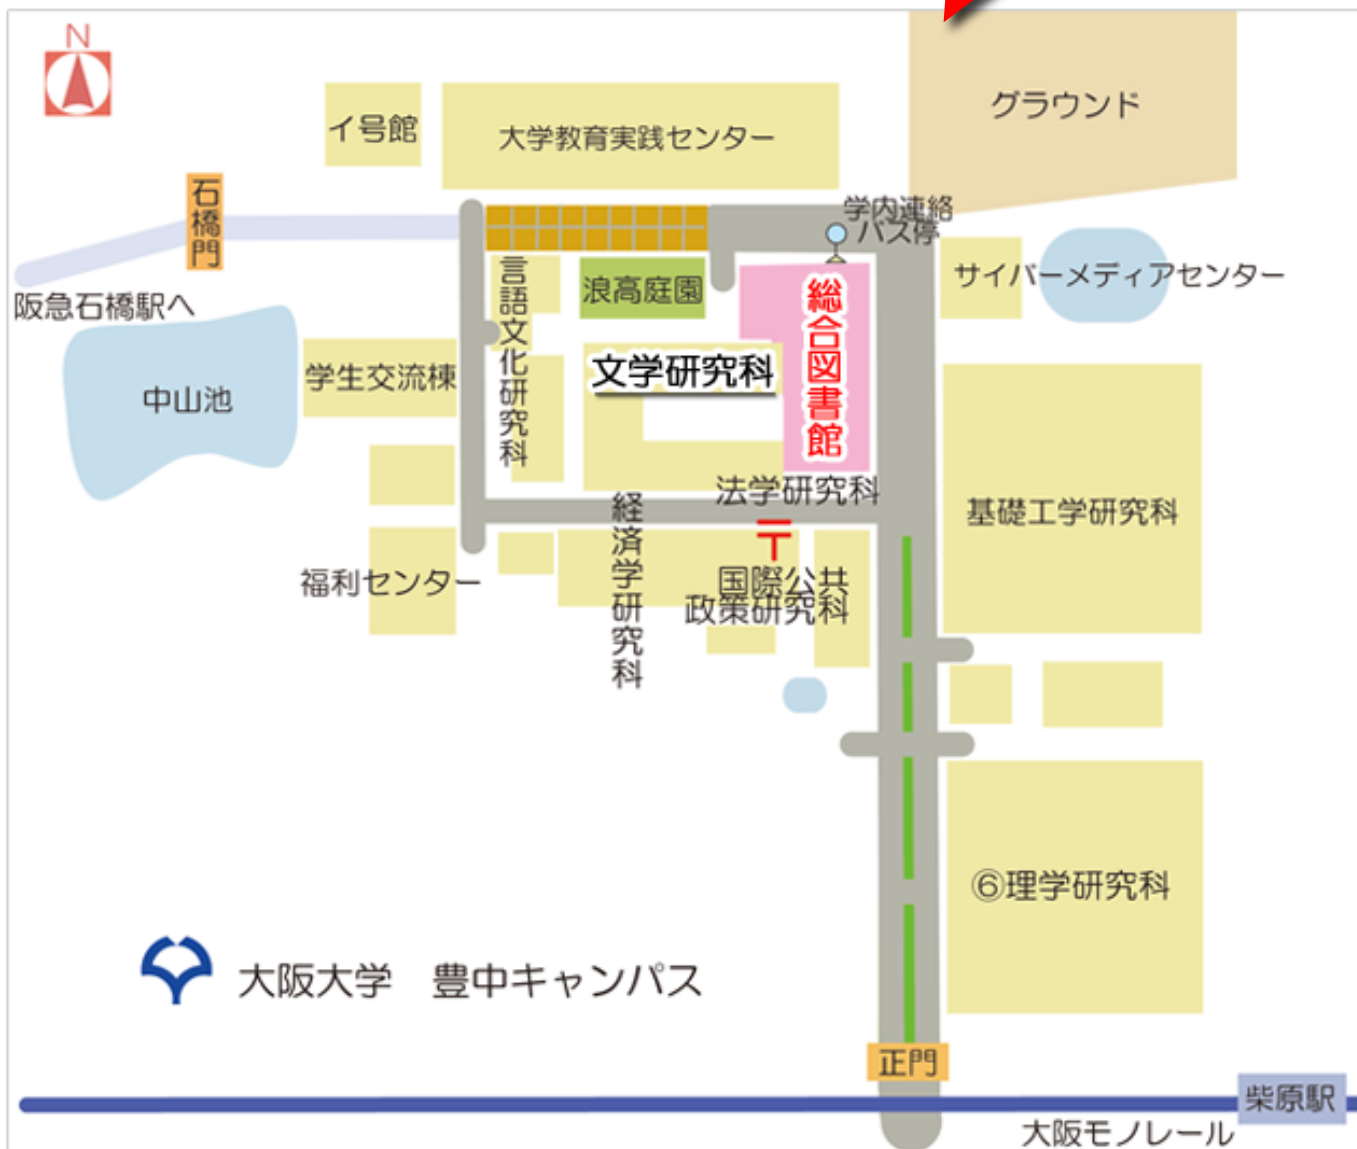 N
グラウンド
イ号館
大学教育実践センター
石橋門
学内連絡
バス停
阪急石橋駅へ
言語文化研究科
浪高庭園
総合図書館
サイバーメディアセンター
中山池
学生交流棟
文学研究科
法学研究科
基礎工学研究科
経済学研究科
〒
福利センター
国際公共
政策研究科
⑥理学研究科
大阪大学 豊中キャンパス
正門
柴原駅
大阪モノレール